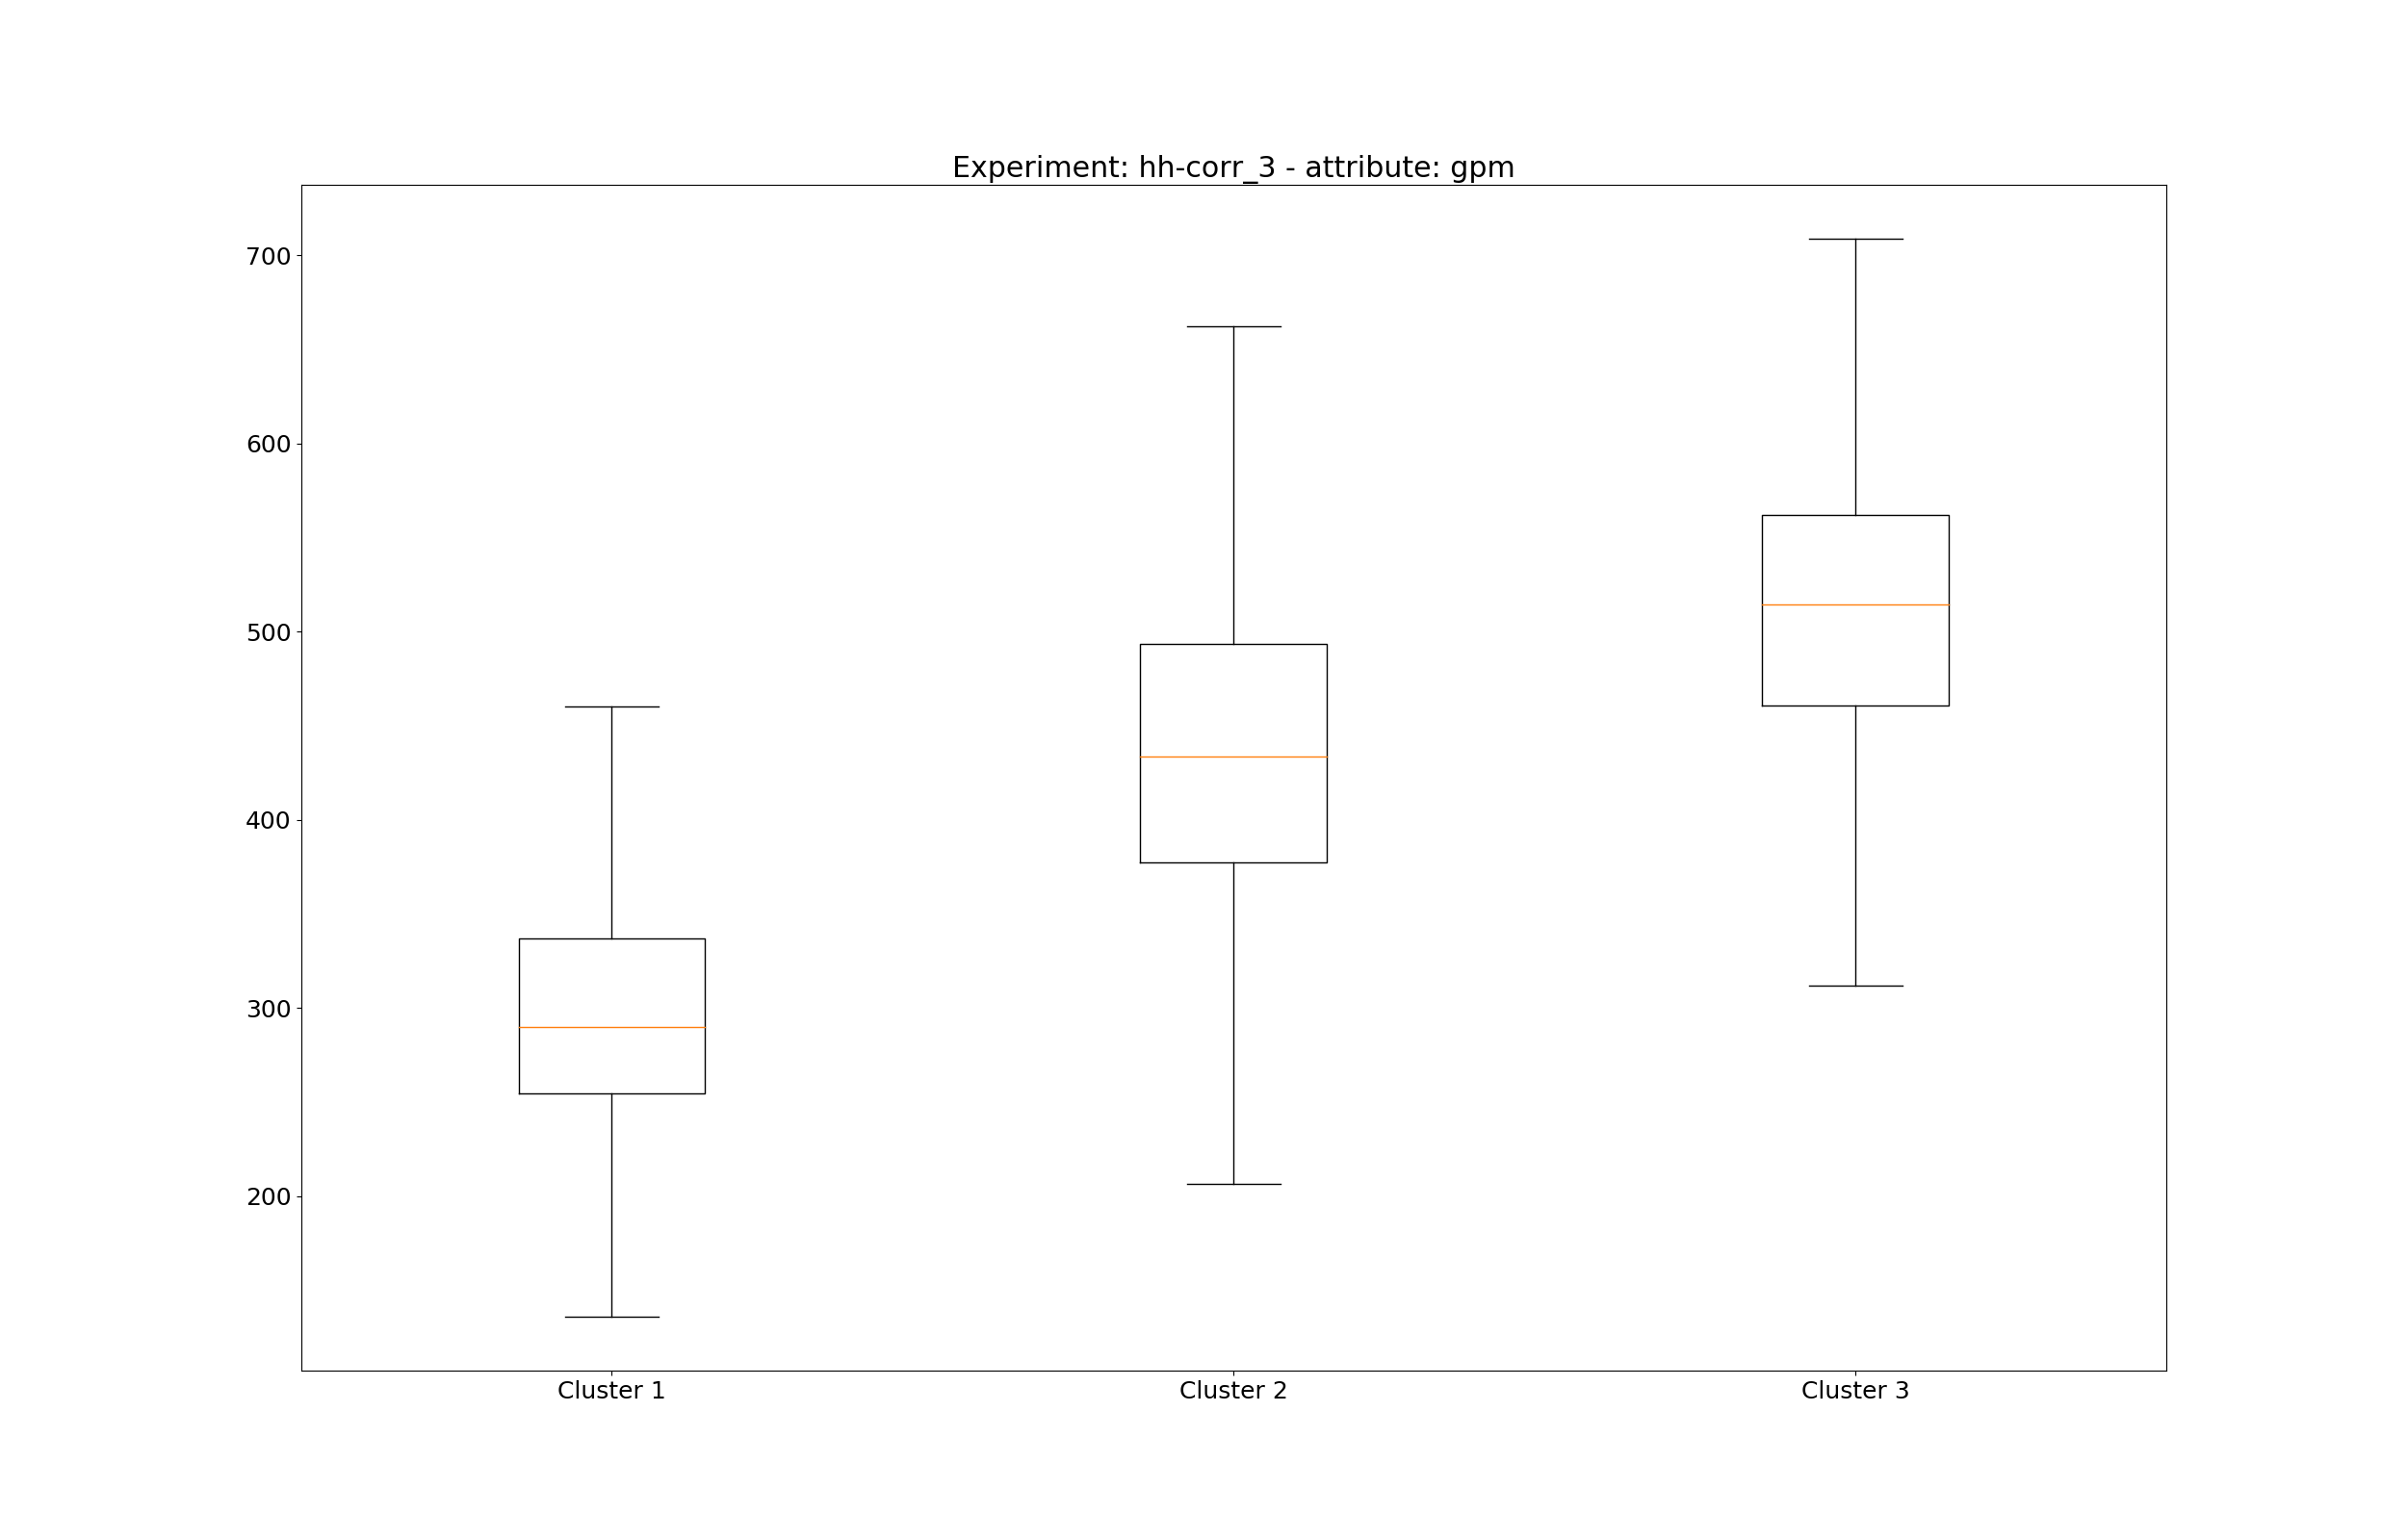 Experiment: hh-corr_3 - attribute: gpm
700
600
500
400
300
200
Cluster 1
Cluster 2
Cluster 3